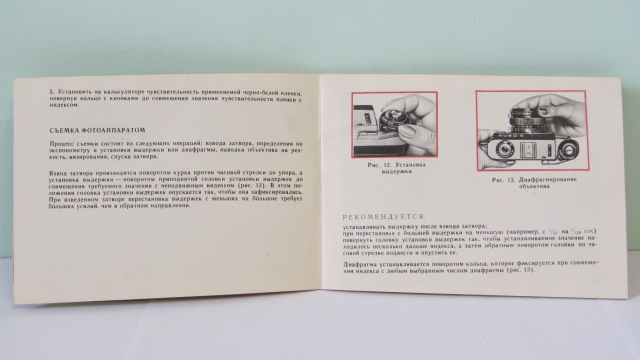 5. Установить на калькуляторе чувствительность применяемой черно-белой пленки,
повернув кольцо с кнопками до совмещения значения чувствительности пленки с
индексом.
СЪЕМКА ФОТОАППАРАТОМ
Процесс съемки состоит из следующих операций: взвода затвора, определения по
экспонометру и установки выдержки или диафрагмы, наводки объектива на рез-
кость, визирования, спуска затвора.
Взвод затвора производится поворотом курка против часовой стрелки до упора, а
установка выдержки — поворотом приподнятой головки установки выдержек до
совмещения требуемого значения с неподвижным индексом (рис. 12). В этом по-
ложении головка установки выдержек опускается так, чтобы она зафиксировалась.
При взведенном затворе перестановка выдержек с меньших на большие требует
больших усилий, чем в обратном направлении.
Рис. 12. Установка
выдержки
Рис. 13. Диафрагмирование
объектива
РЕКОМЕНДУЕТСЯ:
устанавливать выдержку после взвода затвора;
при перестановке с большей выдержки на меньшую (например, с на
повернуть головку установки выдержек так, чтобы устанавливаемое значение на-
ходилось несколько дальше индекса, а затем обратным поворотом головки по ча-
совой стрелке подвести и опустить ее.
Диафрагма устанавливается поворотом кольца, которое фиксируется при совмеще-
нии индекса с любым выбранным числом диафрагмы (рис. 13).